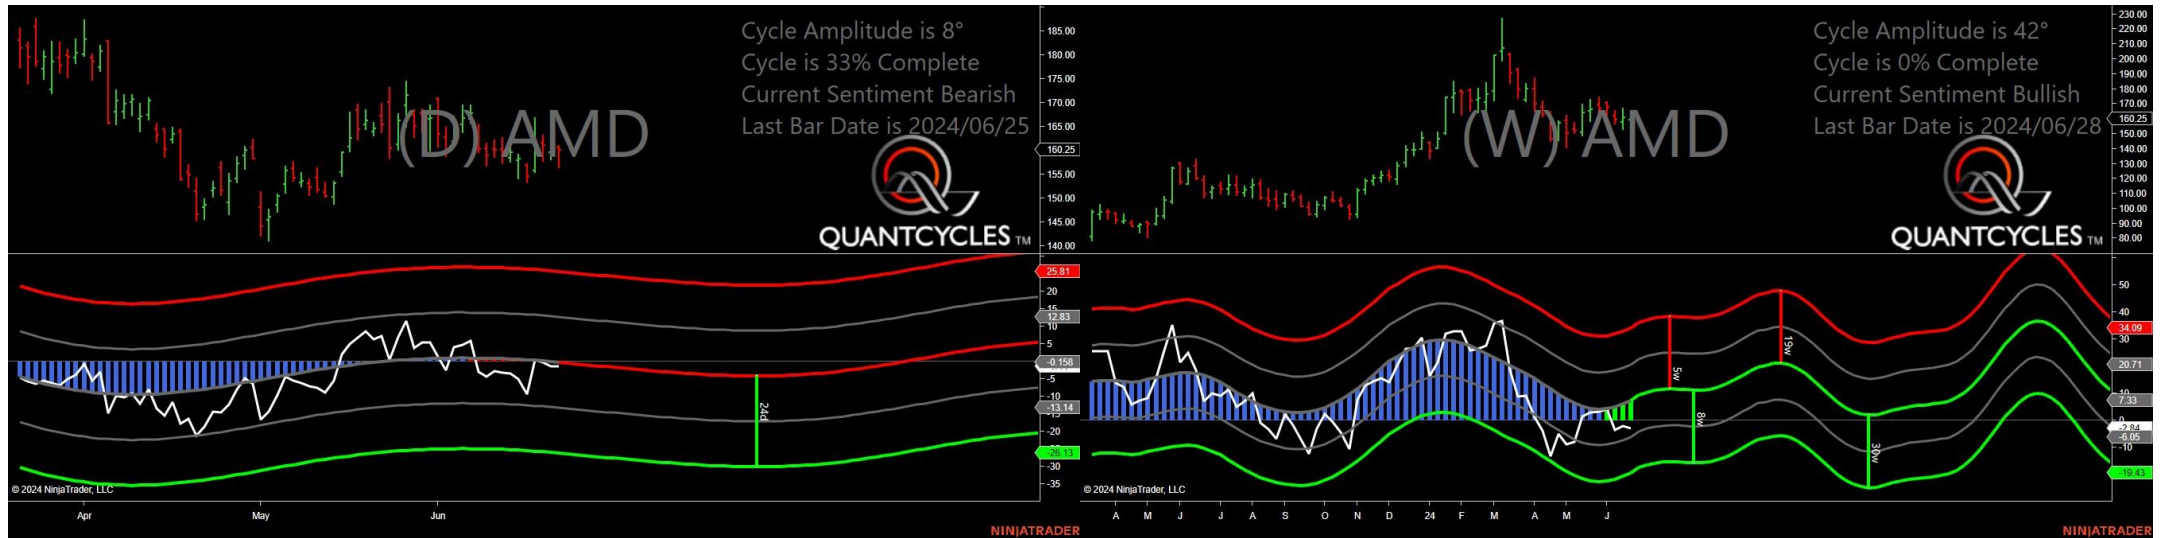 Cycle Amplitude is 8°
Cycle is 33% Complete
Current Sentiment Bearish
Last Bar Date is 2024/06/25
(D) AMD
QUANTCYCLES TM
185.00
180.00
175.00
170.00
165.00
160.25
155.00
150.00
145.00
140.00
25.81
20
15
12.83
10
5
-0.158
-5
-10
-13.14
-20
-26.13
-30
-35
24d
© 2024 NinjaTrader, LLC
Apr May Jun
NINJATRADER
Cycle Amplitude is 42°
Cycle is 0% Complete
Current Sentiment Bullish
Last Bar Date is 2024/06/28
(W) AMD
QUANTCYCLES TM
230.00
220.00
210.00
200.00
190.00
180.00
170.00
160.25
150.00
140.00
130.00
120.00
110.00
100.00
90.00
80.00
50
40
34.09
30
20.71
10
7.33
0
-2.84
-6.05
-10
-19.43
5w
19w
8w
30w
© 2024 NinjaTrader, LLC
A M J J A S O N D 24 F M A M J
NINJATRADER